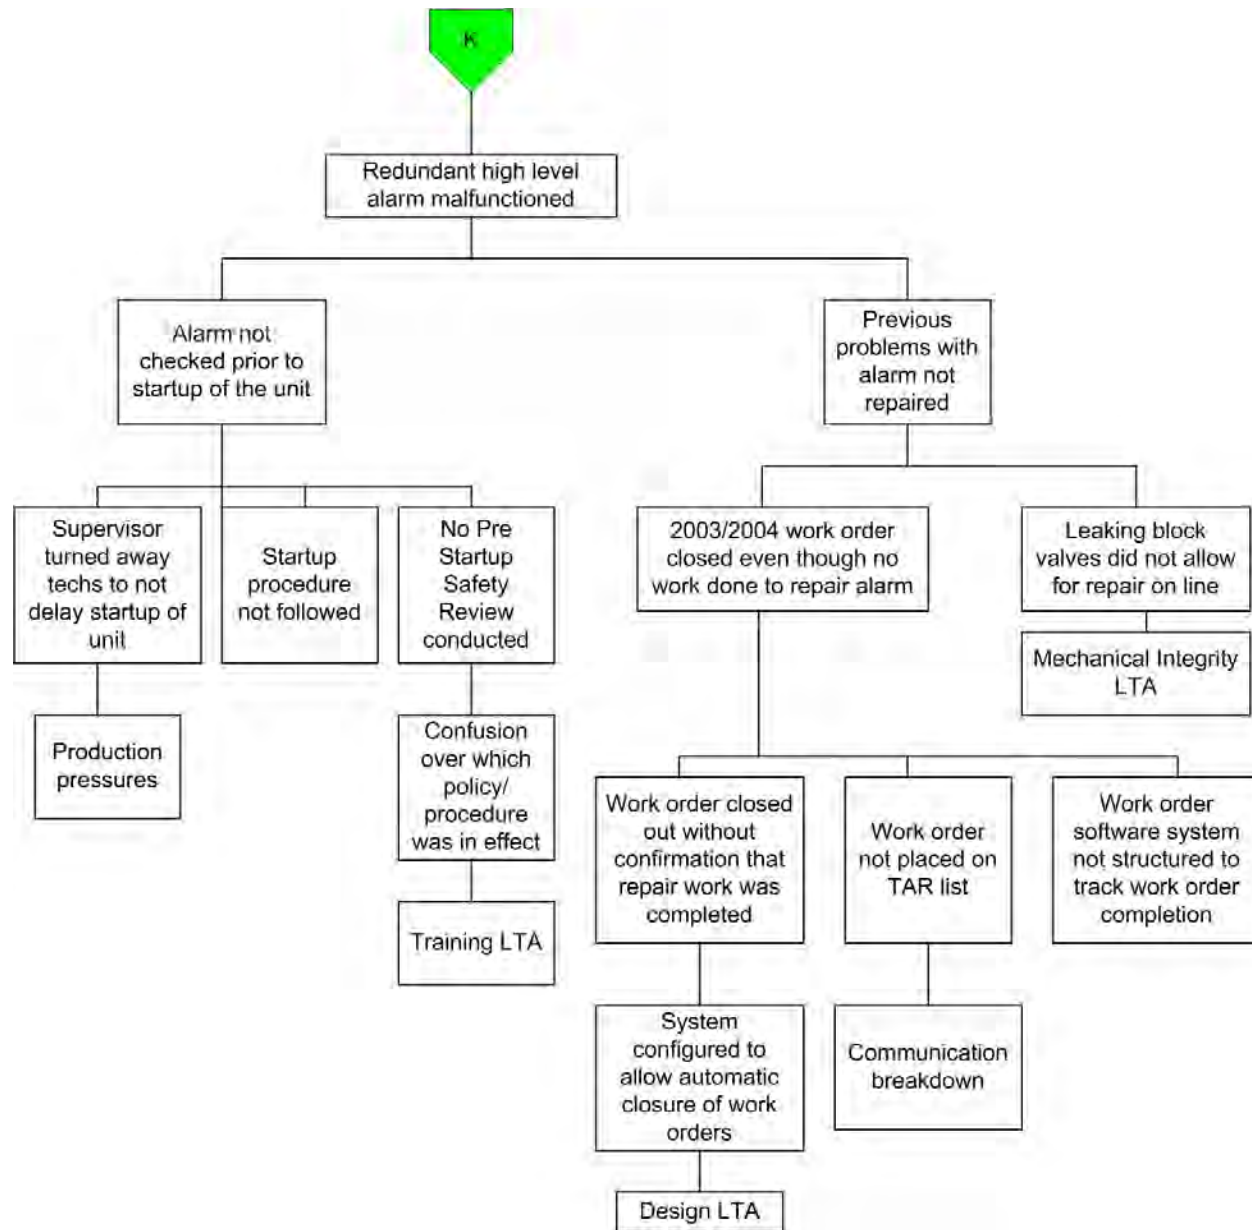 K
Redundant high level
alarm malfunctioned
Alarm not
checked prior to
startup of the unit
Previous
problems with
alarm not
repaired
Supervisor
turned away
techs to not
delay startup of
unit
Startup
procedure
not followed
No Pre
Startup
Safety
Review
conducted
2003/2004 work order
closed even though no
work done to repair alarm
Leaking block
valves did not allow
for repair on line
Mechanical Integrity
LTA
Production
pressures
Confusion
over which
policy/
procedure
was in effect
Training LTA
Work order closed
out without
confirmation that
repair work was
completed
Work order
not placed on
TAR list
Work order
software system
not structured to
track work order
completion
System
configured to
allow automatic
closure of work
orders
Communication
breakdown
Design LTA